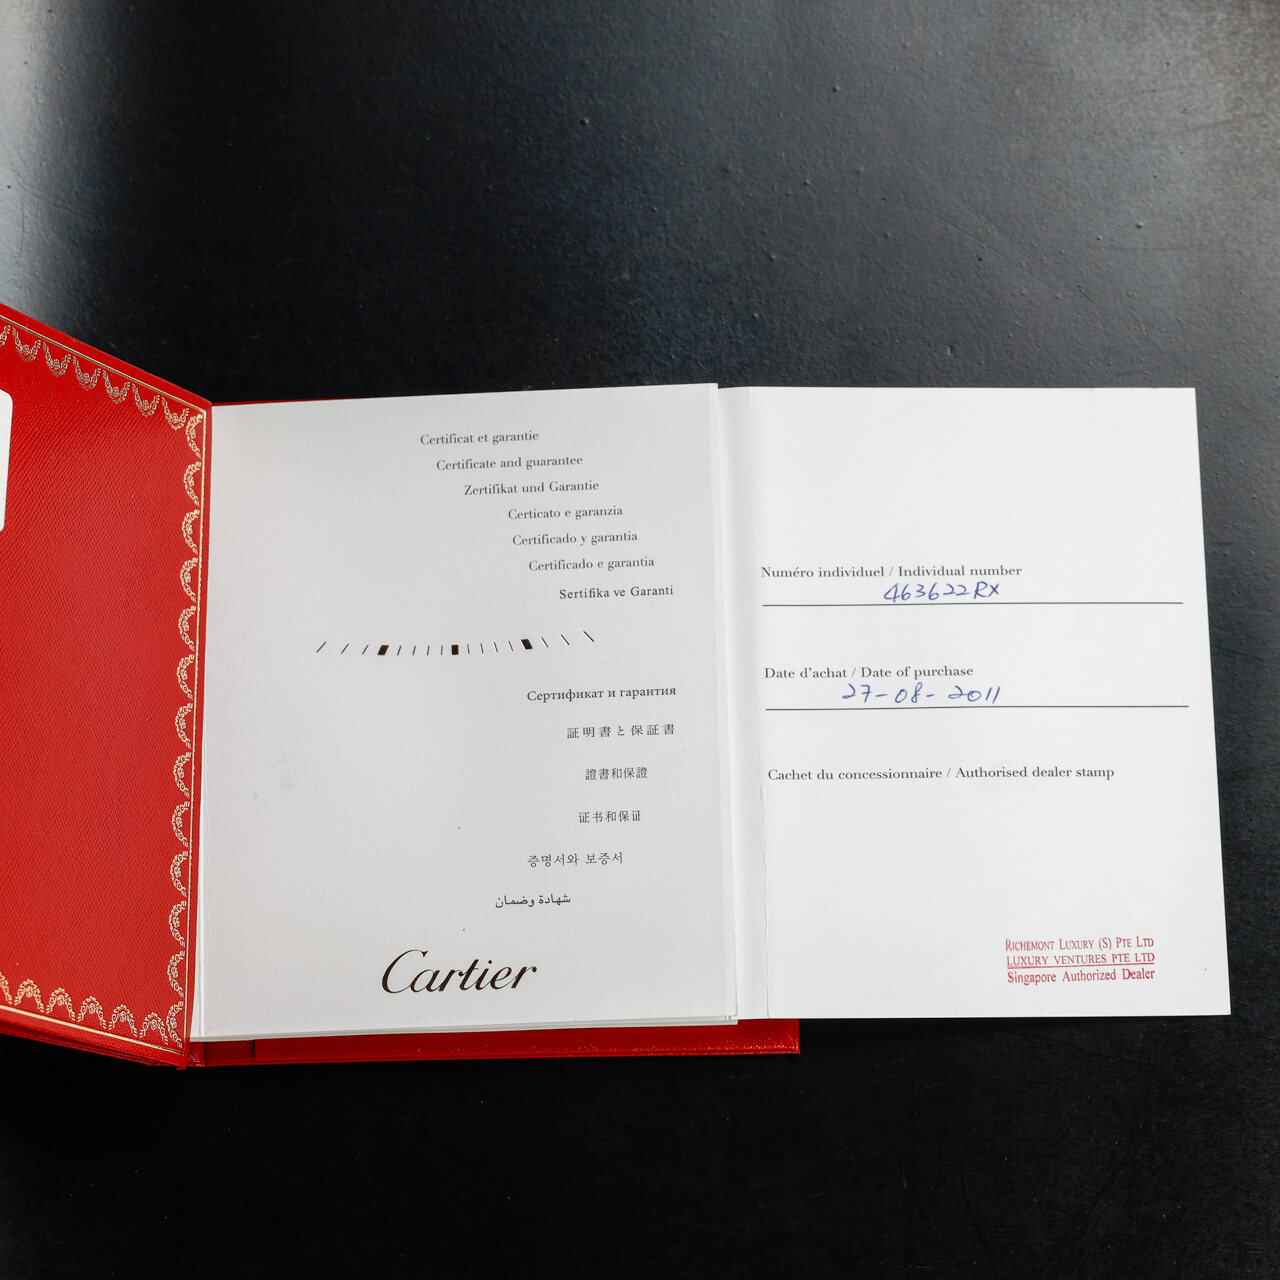 Certificat et garantie
Certificate and guarantee
Zertifikat und Garantie
Certicato e garanzia
Certificado y garantia
Certificado e garantia
Sertifika ve Garanti
Сертификат и гарантия
証明書と保証書
證書和保證
证书和保证
증명서와 보증서
شهادة وضمان
Cartier
Numéro individuel / Individual number
463622RX
Date d'achat / Date of purchase
27-08-2011
Cachet du concessionnaire / Authorised dealer stamp
RICHEMONT LUXURY (S) PTE LTD
LUXURY VENTURES PTE LTD
Singapore Authorized Dealer